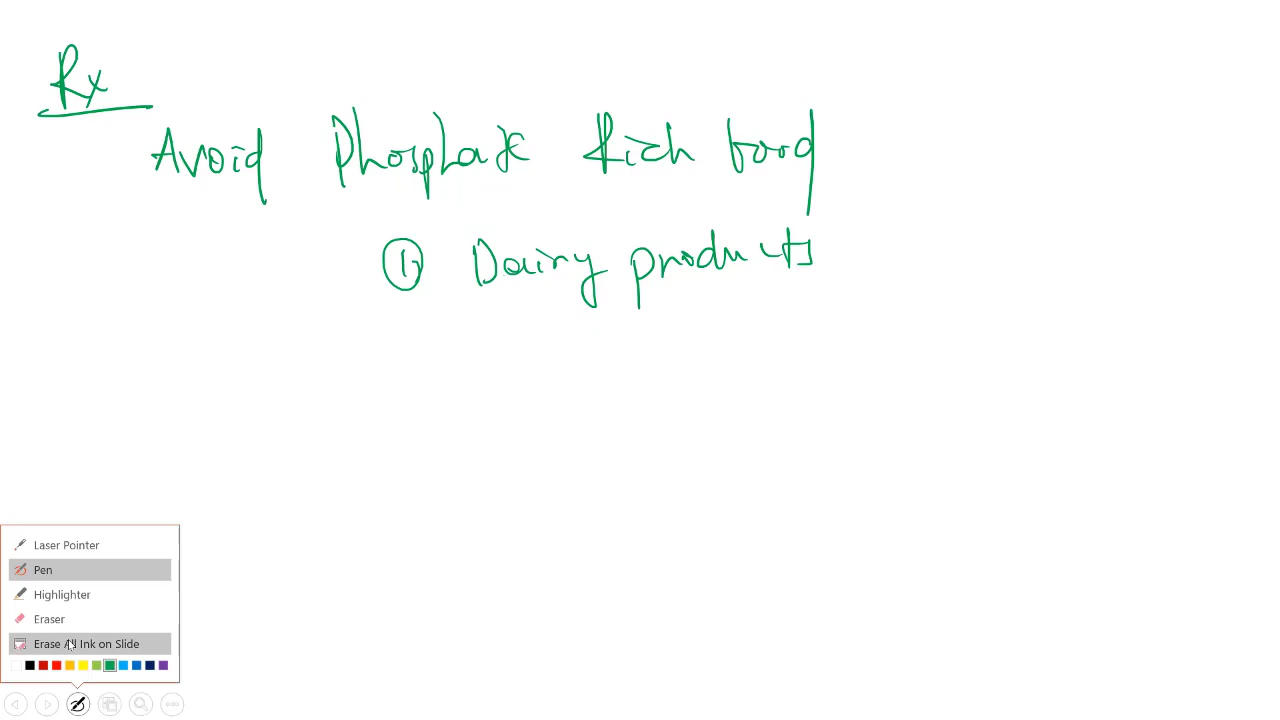 Rx
Avoid Phosphate Rich food
① Dairy products
Laser Pointer
Pen
Highlighter
Eraser
Erase All Ink on Slide